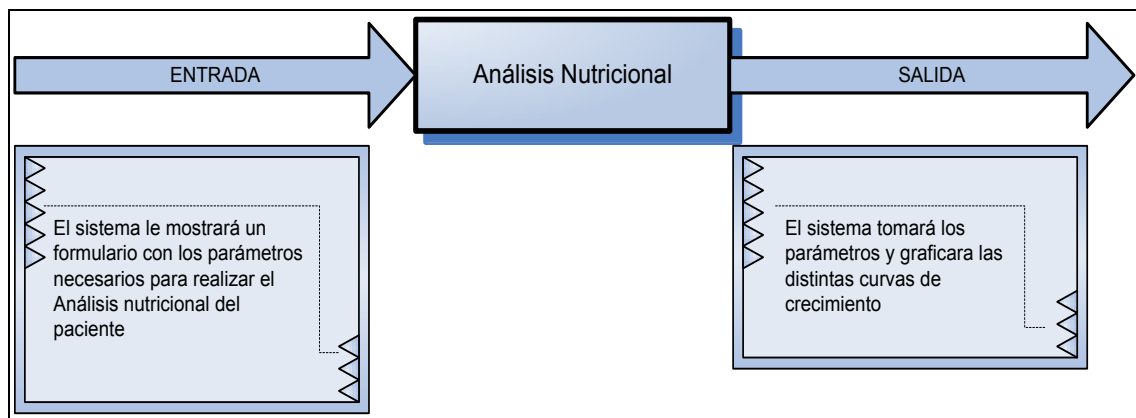 ENTRADA
Análisis Nutricional
SALIDA
El sistema le mostrará un
formulario con los parámetros
necesarios para realizar el
Análisis nutricional del
paciente
El sistema tomará los
parámetros y graficara las
distintas curvas de
crecimiento